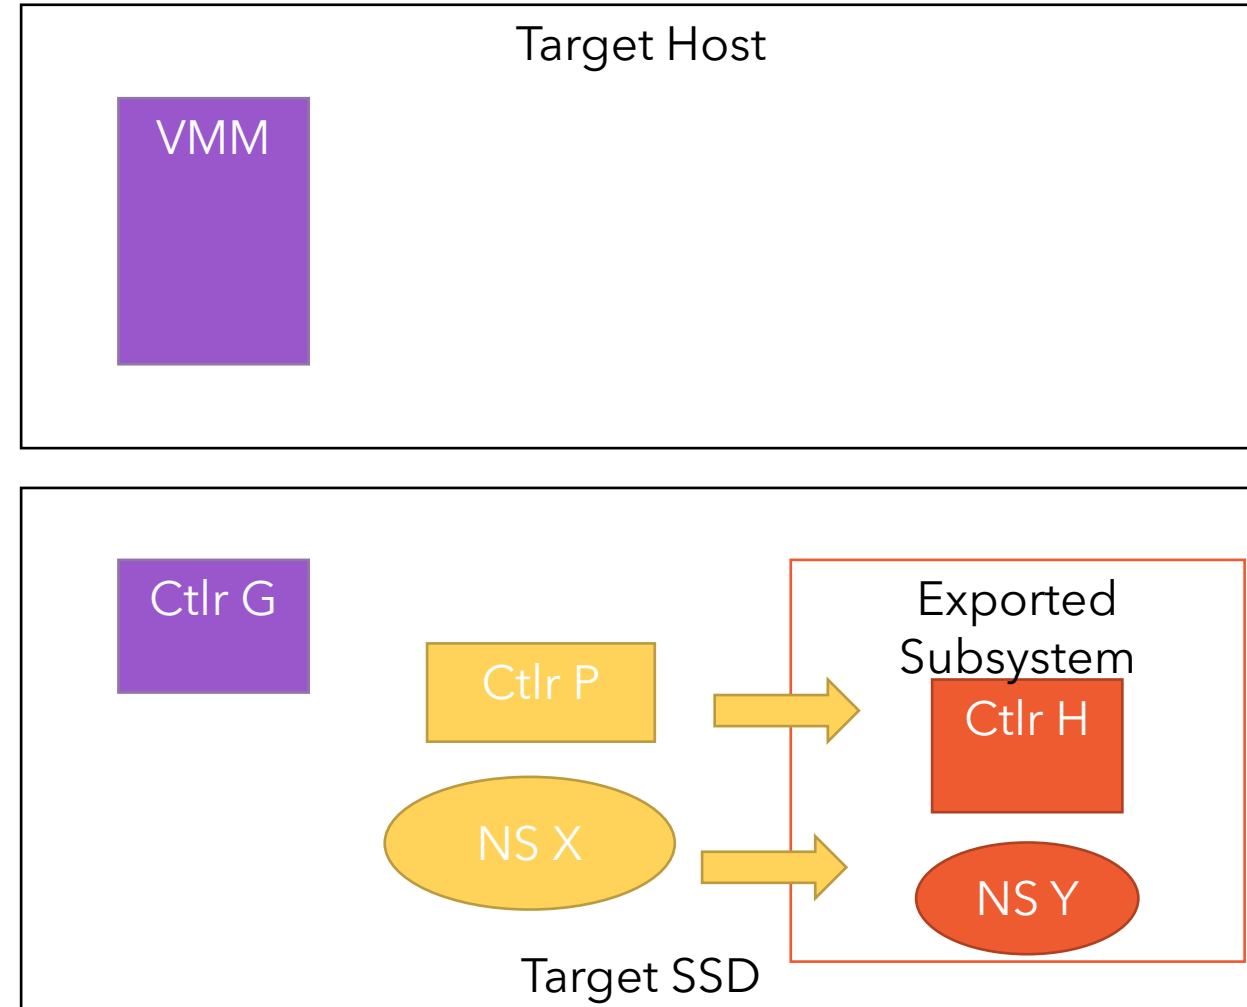 Target Host
VMM
Ctlr G
Exported
Subsystem
Ctlr P
Ctlr H
NS X
NS Y
Target SSD